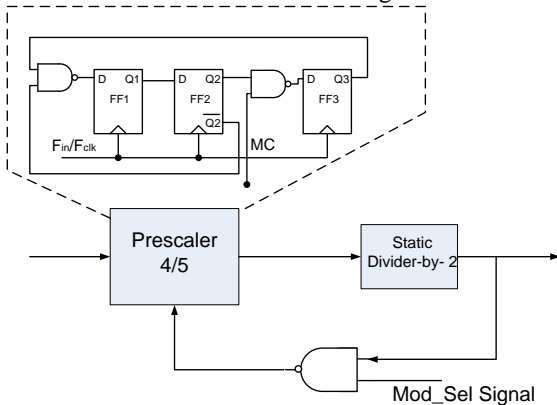 D Q1
FF1
D Q2
FF2
Q2
D Q3
FF3
Fin/Fclk
MC
Prescaler
4/5
Static
Divider-by- 2
Mod_Sel Signal